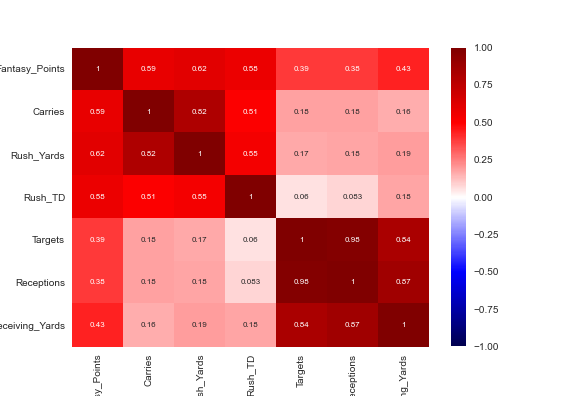 Fantasy_Points 1 0.59 0.62 0.58 0.39 0.38 0.43
Carries 0.59 1 0.82 0.51 0.18 0.18 0.16
Rush_Yards 0.62 0.82 1 0.55 0.17 0.18 0.19
Rush_TD 0.58 0.51 0.55 1 0.06 0.083 0.18
Targets 0.39 0.18 0.17 0.06 1 0.98 0.84
Receptions 0.38 0.18 0.18 0.083 0.98 1 0.87
eceiving_Yards 0.43 0.16 0.19 0.18 0.84 0.87 1
sy_Points
Carries
sh_Yards
Rush_TD
Targets
eceptions
ng_Yards
1.00
0.75
0.50
0.25
0.00
−0.25
−0.50
−0.75
−1.00